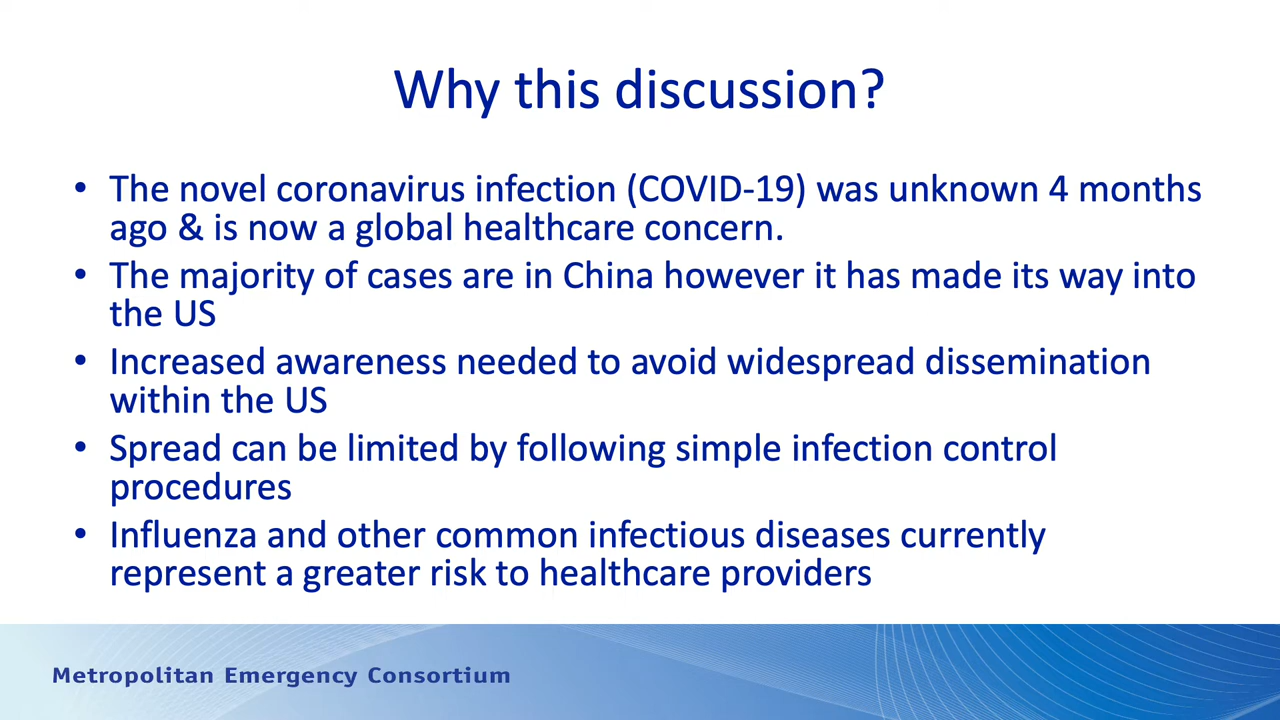 Why this discussion?
• The novel coronavirus infection (COVID-19) was unknown 4 months
ago & is now a global healthcare concern.
• The majority of cases are in China however it has made its way into
the US
• Increased awareness needed to avoid widespread dissemination
within the US
• Spread can be limited by following simple infection control
procedures
• Influenza and other common infectious diseases currently
represent a greater risk to healthcare providers
Metropolitan Emergency Consortium